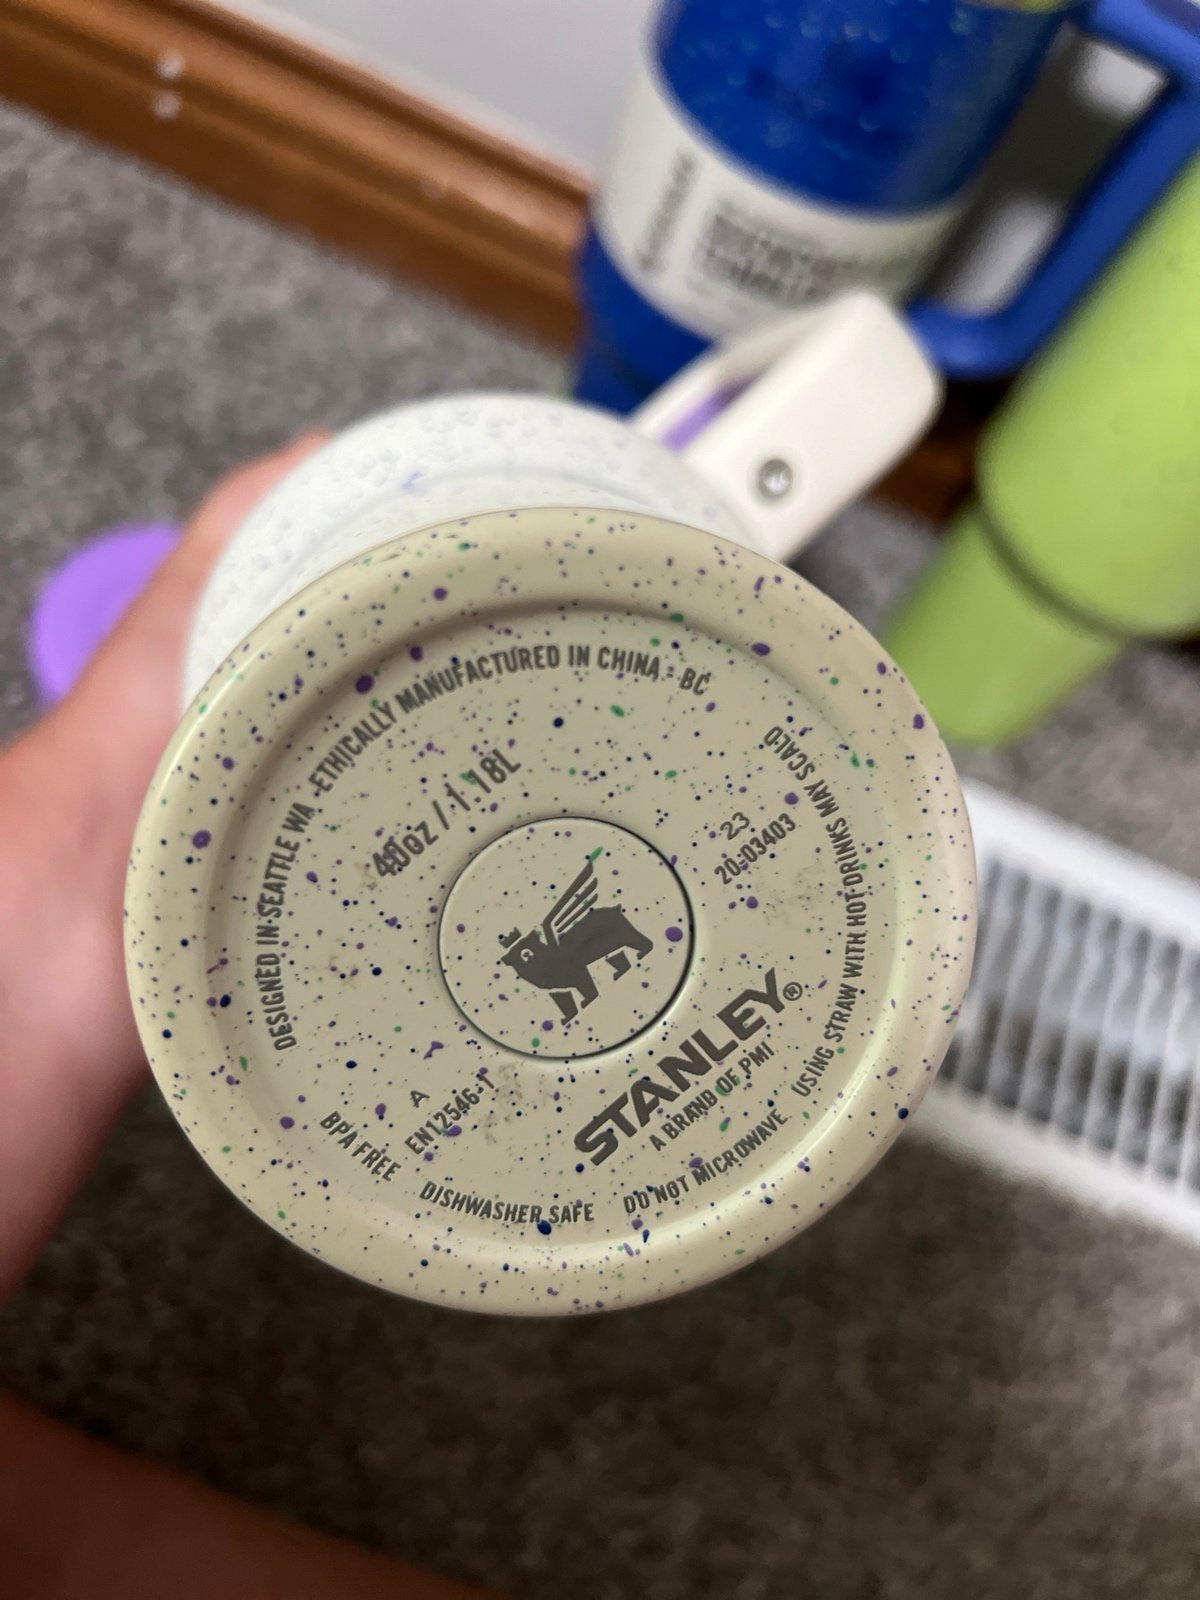 DESIGNED IN SEATTLE WA - ETHICALLY MANUFACTURED IN CHINA - BC
40OZ / 1.18L
23
20-03403
STANLEY®
A BRAND OF PMI
A
EN12546-1
BPA FREE
DISHWASHER SAFE
DO NOT MICROWAVE
USING STRAW WITH HOT DRINKS MAY SCALD